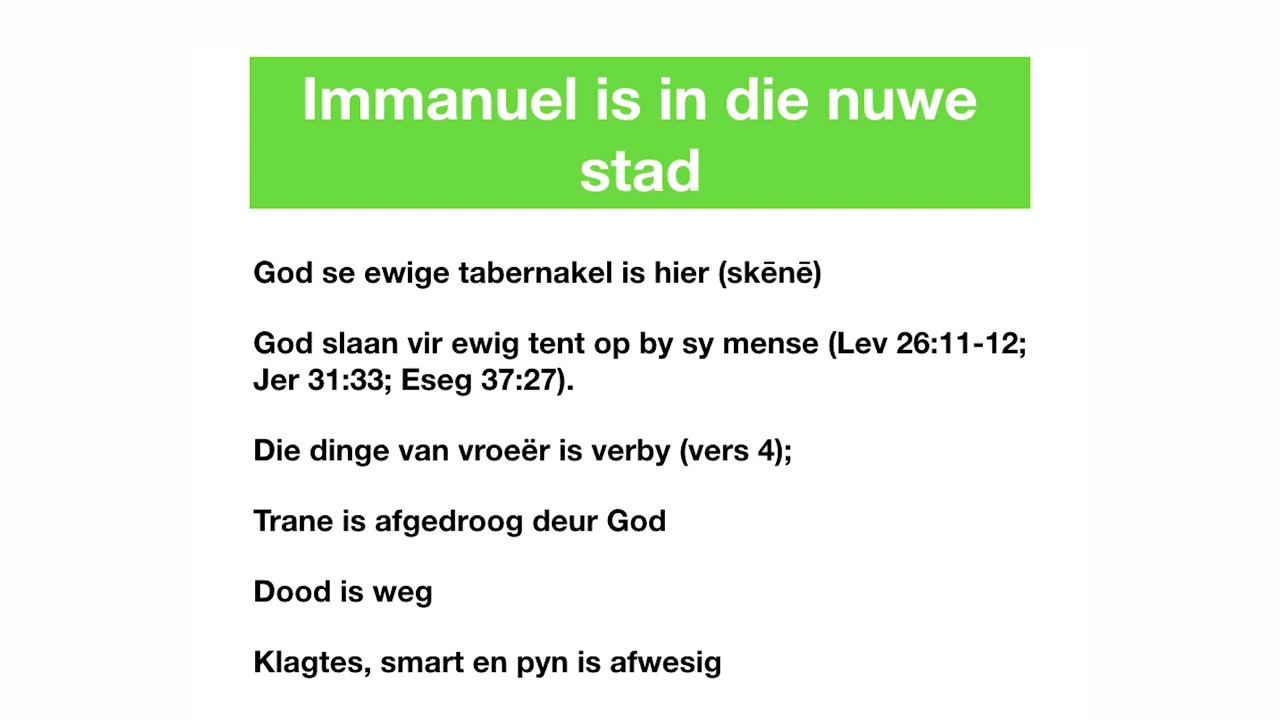 Immanuel is in die nuwe
stad
God se ewige tabernakel is hier (skēnē)
God slaan vir ewig tent op by sy mense (Lev 26:11-12;
Jer 31:33; Eseg 37:27).
Die dinge van vroeër is verby (vers 4);
Trane is afgedroog deur God
Dood is weg
Klagtes, smart en pyn is afwesig